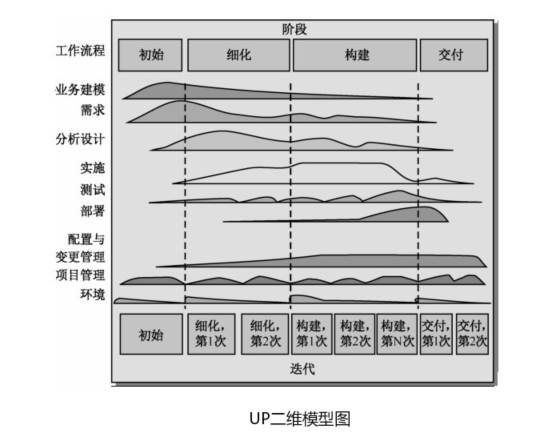 阶段
工作流程
初始
细化
构建
交付
业务建模
需求
分析设计
实施
测试
部署
配置与
变更管理
项目管理
环境
初始
细化,
第1次
细化,
第2次
构建,
第1次
构建,
第2次
构建,
第N次
交付,
第1次
交付,
第2次
迭代
UP二维模型图